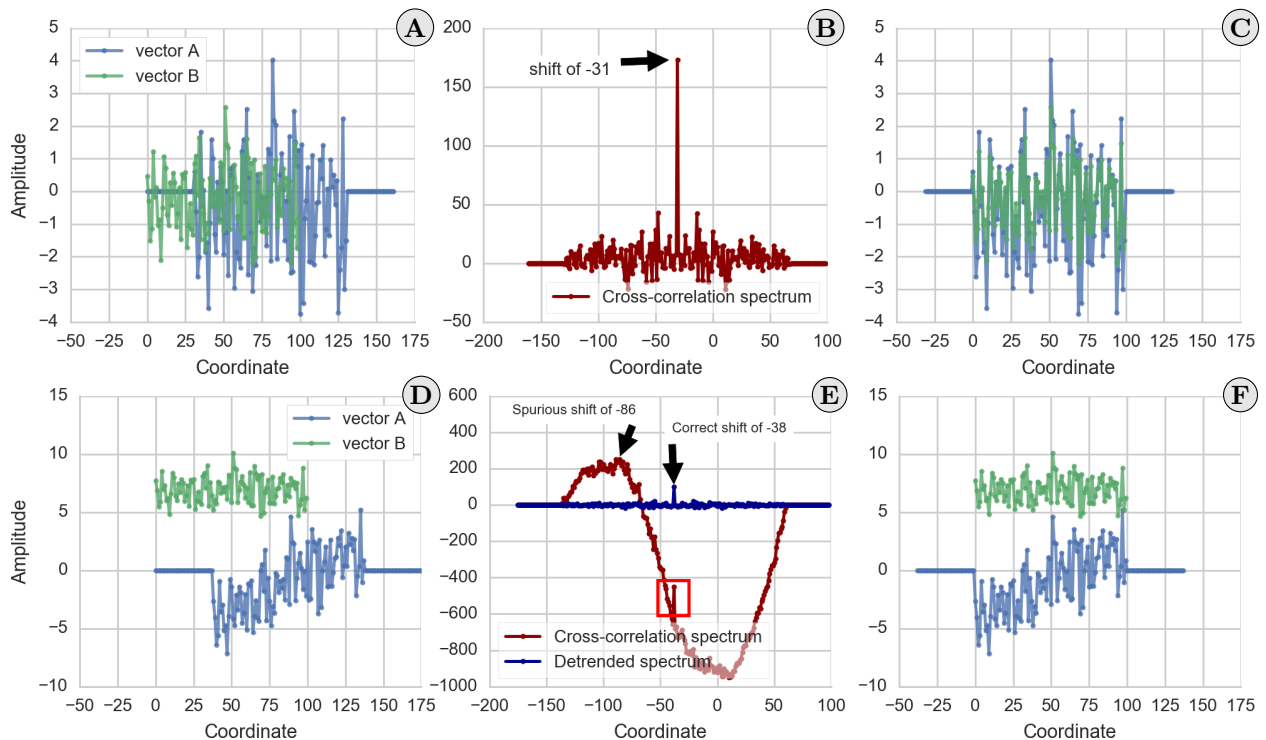 A
5
4
3
2
1
0
−1
−2
−3
−4
−50 −25 0 25 50 75 100 125 150 175
Amplitude
Coordinate
vector A
vector B
B
200
150
100
50
0
−50
−200 −150 −100 −50 0 50 100
shift of -31
Cross-correlation spectrum
Coordinate
C
5
4
3
2
1
0
−1
−2
−3
−4
−50 −25 0 25 50 75 100 125 150 175
Coordinate
D
15
10
5
0
−5
−10
−50 −25 0 25 50 75 100 125 150 175
Amplitude
Coordinate
vector A
vector B
E
600
400
200
0
−200
−400
−600
−800
−1000
−200 −150 −100 −50 0 50 100
Spurious shift of -86
Correct shift of -38
Cross-correlation spectrum
Detrended spectrum
Coordinate
F
15
10
5
0
−5
−10
−50 −25 0 25 50 75 100 125 150 175
Coordinate